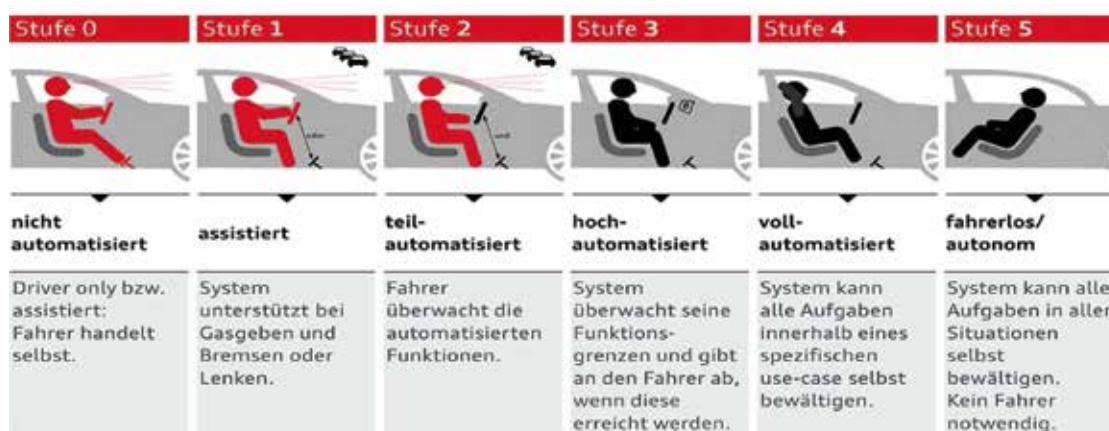 Stufe 0
Stufe 1
Stufe 2
Stufe 3
Stufe 4
Stufe 5
oder
und
nicht
automatisiert
assistiert
teil-
automatisiert
hoch-
automatisiert
voll-
automatisiert
fahrerlos/
autonom
Driver only bzw.
assistiert:
Fahrer handelt
selbst.
System
unterstützt bei
Gasgeben und
Bremsen oder
Lenken.
Fahrer
überwacht die
automatisierten
Funktionen.
System
überwacht seine
Funktions-
grenzen und gibt
an den Fahrer ab,
wenn diese
erreicht werden.
System kann
alle Aufgaben
innerhalb eines
spezifischen
use-case selbst
bewältigen.
System kann alle
Aufgaben in allen
Situationen
selbst
bewältigen.
Kein Fahrer
notwendig.